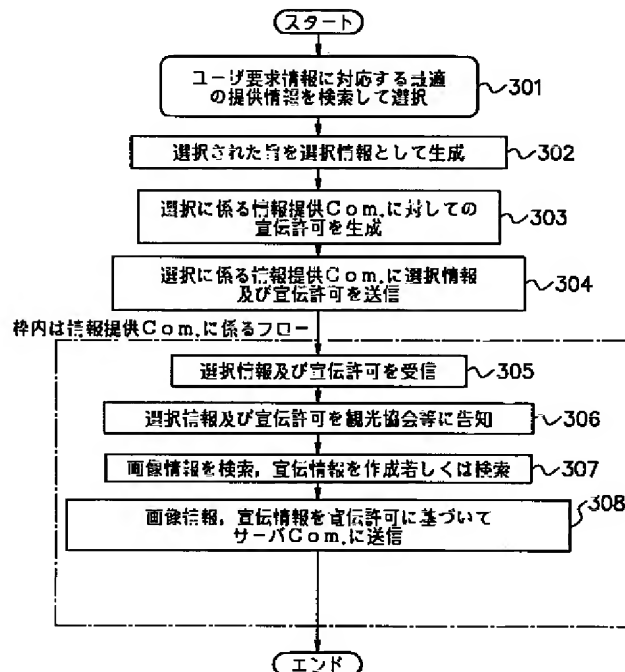 スタート
ユーザ要求情報に対応する最適
の提供情報を検索して選択
301
選択された旨を選択情報として生成
302
選択に係る情報提供Com.に対しての
宣伝許可を生成
303
選択に係る情報提供Com.に選択情報
及び宣伝許可を送信
304
枠内は情報提供Com.に係るフロー
選択情報及び宣伝許可を受信
305
選択情報及び宣伝許可を観光協会等に告知
306
画像情報を検索，宣伝情報を作成若しくは検索
307
308
画像情報，宣伝情報を宣伝許可に基づいて
サーバCom.に送信
エンド